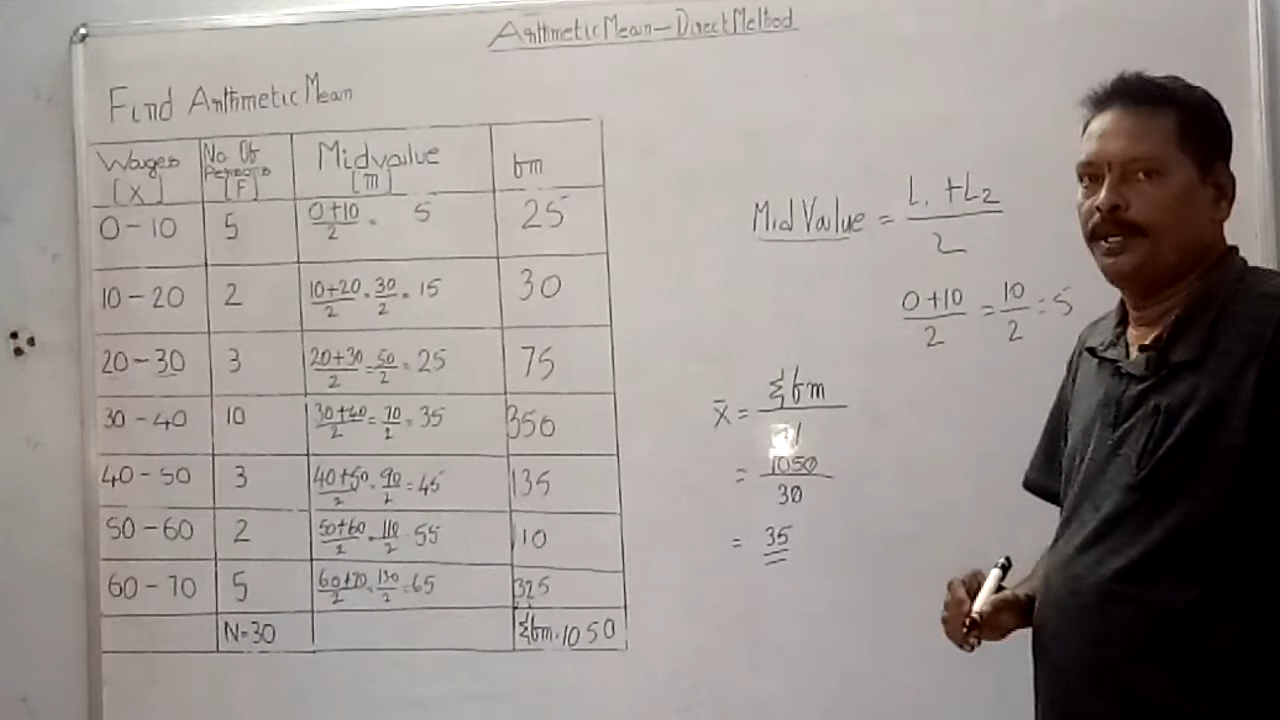 Arithmetic Mean - Direct Method
Find Arithmetic Mean
Wages [X] No. Of Persons [F] Midvalue [m] fm
0-10 5 0+10/2 = 5 25
10-20 2 10+20/2 = 30/2 = 15 30
20-30 3 20+30/2 = 50/2 = 25 75
30-40 10 30+40/2 = 70/2 = 35 350
40-50 3 40+50/2 = 90/2 = 45 135
50-60 2 50+60/2 = 110/2 = 55 110
60-70 5 60+70/2 = 130/2 = 65 325
N=30 Σfm=1050
Mid Value = L1+L2/2
0+10/2 = 10/2 = 5
X̄ = Σfm
= 1050/30
= 35